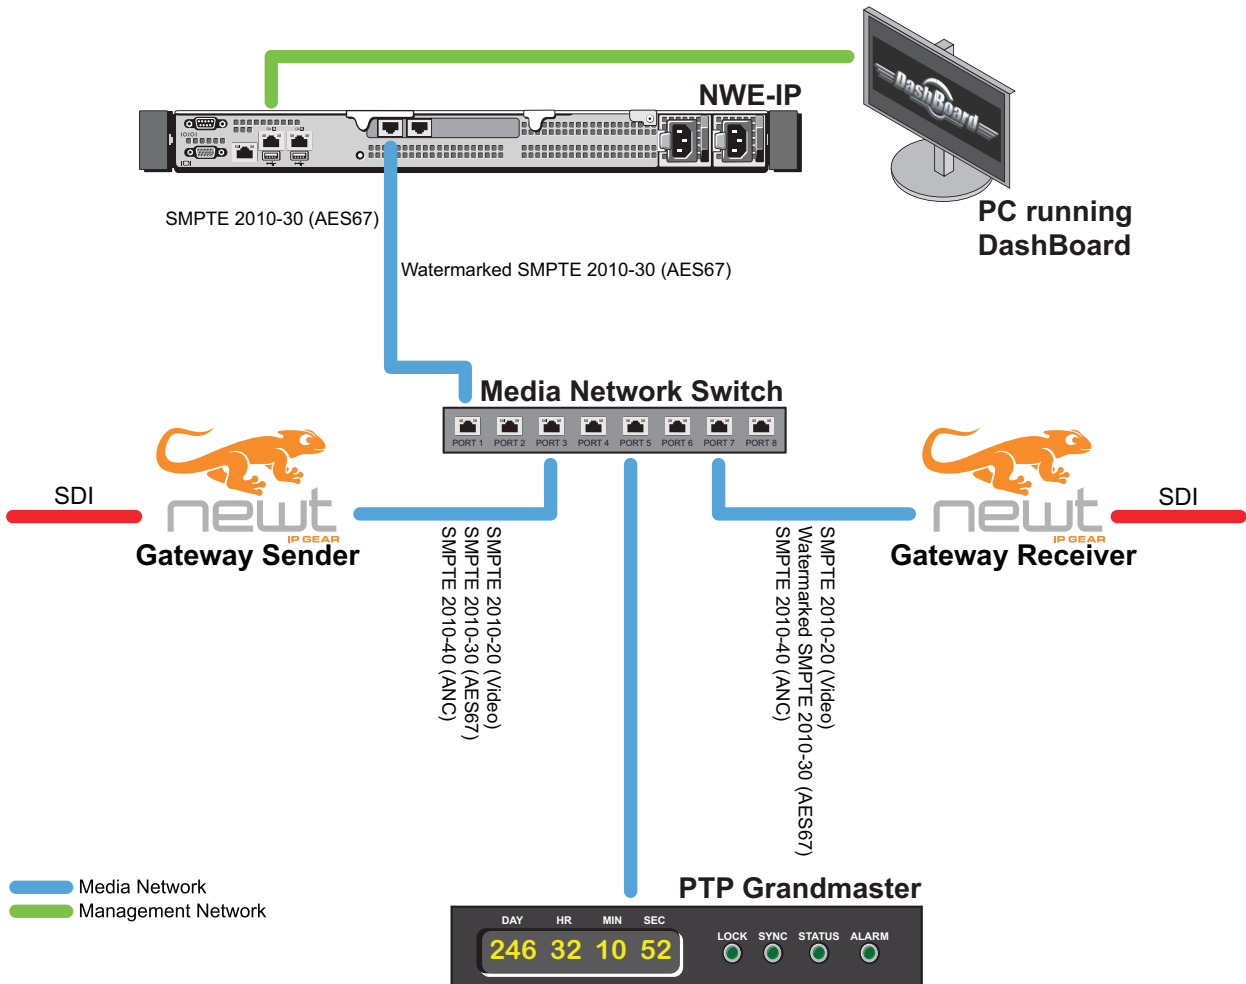 NWE-IP
DashBoard
PC running
DashBoard
SMPTE 2010-30 (AES67)
Watermarked SMPTE 2010-30 (AES67)
Media Network Switch
PORT 1 PORT 2 PORT 3 PORT 4 PORT 5 PORT 6 PORT 7 PORT 8
SDI
newt
IP GEAR
Gateway Sender
SMPTE 2010-20 (Video)
SMPTE 2010-30 (AES67)
SMPTE 2010-40 (ANC)
SDI
newt
IP GEAR
Gateway Receiver
SMPTE 2010-20 (Video)
Watermarked SMPTE 2010-30 (AES67)
SMPTE 2010-40 (ANC)
Media Network
Management Network
PTP Grandmaster
DAY HR MIN SEC
246 32 10 52
LOCK SYNC STATUS ALARM